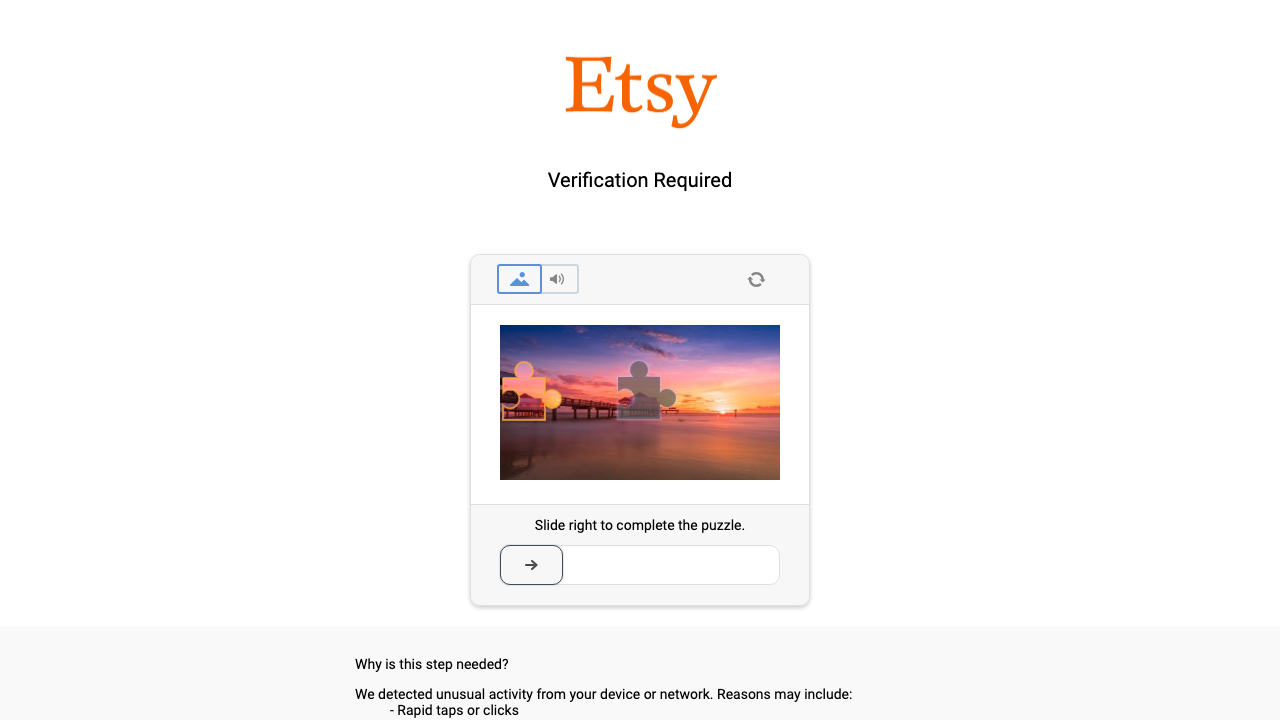 Etsy
Verification Required
Slide right to complete the puzzle.
Why is this step needed?
We detected unusual activity from your device or network. Reasons may include:
- Rapid taps or clicks